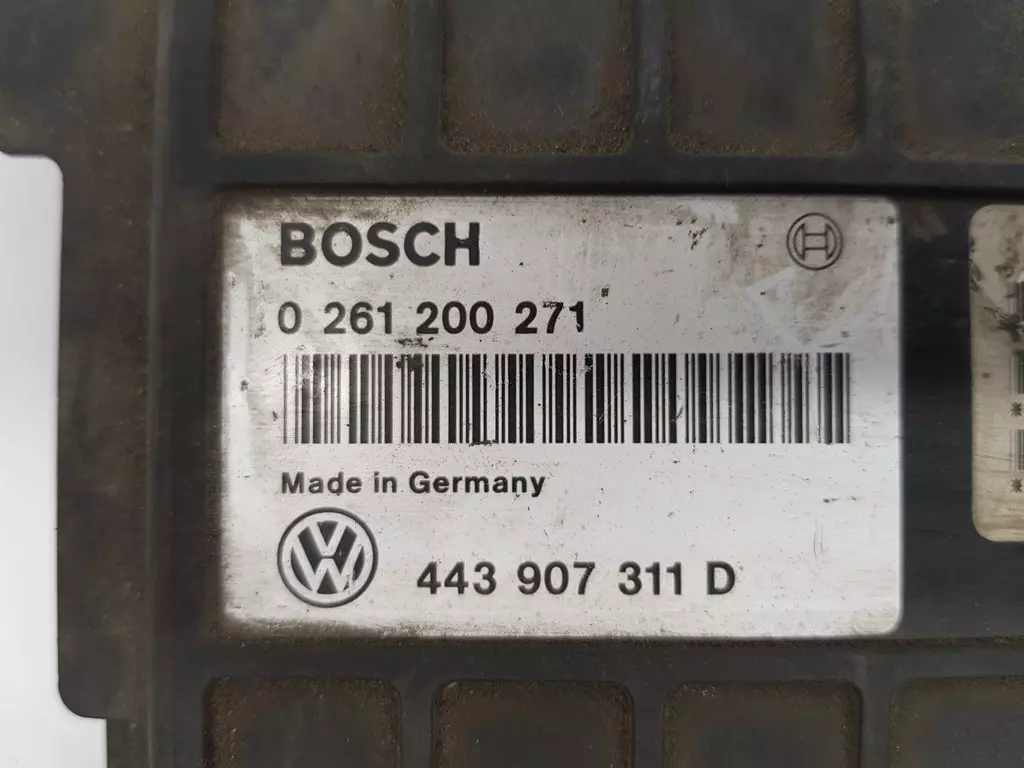 BOSCH
0 261 200 271
Made in Germany
443 907 311 D